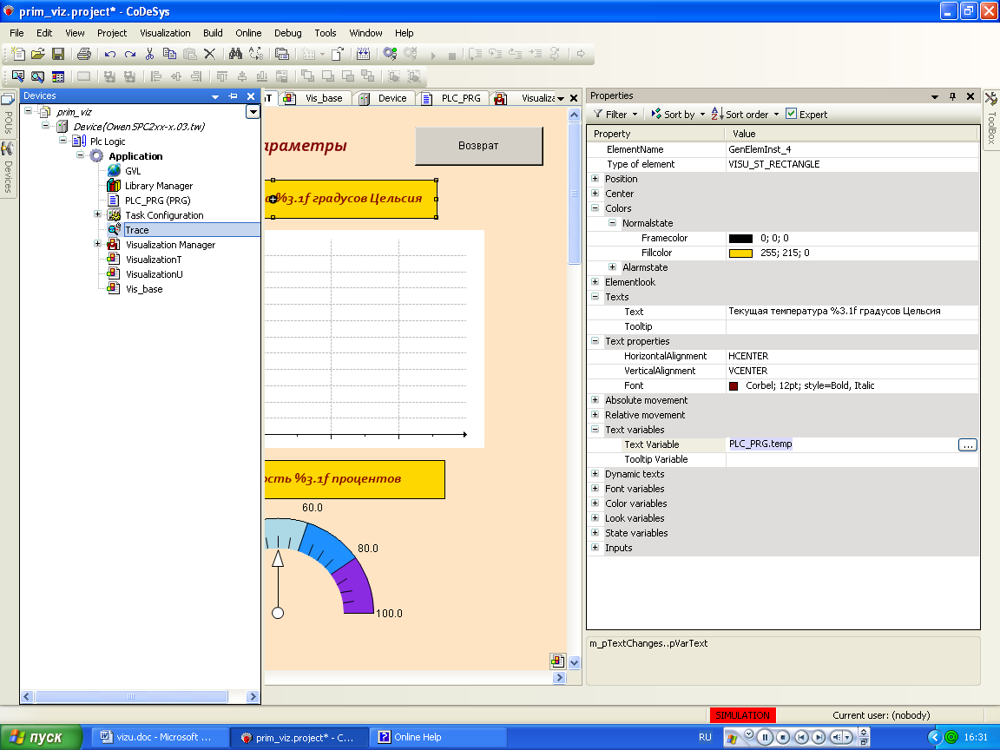 prim_viz.project* - CoDeSys
File Edit View Project Visualization Build Online Debug Tools Window Help
Devices
POUs
Devices
prim_viz
Device(Owen SPC2xx-x.03.tw)
Plc Logic
Application
GVL
Library Manager
PLC_PRG (PRG)
Task Configuration
Trace
Visualization Manager
VisualizationT
VisualizationU
Vis_base
Vis_base Device PLC_PRG Visualiz
араметры
Возврат
%3.1f градусов Цельсия
ость %3.1f процентов
60.0
80.0
100.0
Properties
Filter Sort by Sort order Expert
Property Value
ElementName GenElemInst_4
Type of element VISU_ST_RECTANGLE
Position
Center
Colors
Normalstate
Framecolor 0; 0; 0
Fillcolor 255; 215; 0
Alarmstate
Elementlook
Texts
Text Текущая температура %3.1f градусов Цельсия
Tooltip
Text properties
HorizontalAlignment HCENTER
VerticalAlignment VCENTER
Font Corbel; 12pt; style=Bold, Italic
Absolute movement
Relative movement
Text variables
Text Variable PLC_PRG.temp ...
Tooltip Variable
Dynamic texts
Font variables
Color variables
Look variables
State variables
Inputs
m_pTextChanges..pVarText
ToolBox
SIMULATION Current user: (nobody)
пуск vizu.doc - Microsoft ... prim_viz.project* - C... Online Help RU 16:31